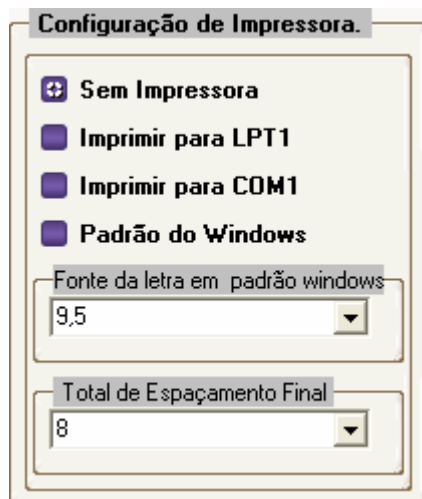 Configuração de Impressora.
Sem Impressora
Imprimir para LPT1
Imprimir para COM1
Padrão do Windows
Fonte da letra em padrão windows
9,5
Total de Espaçamento Final
8